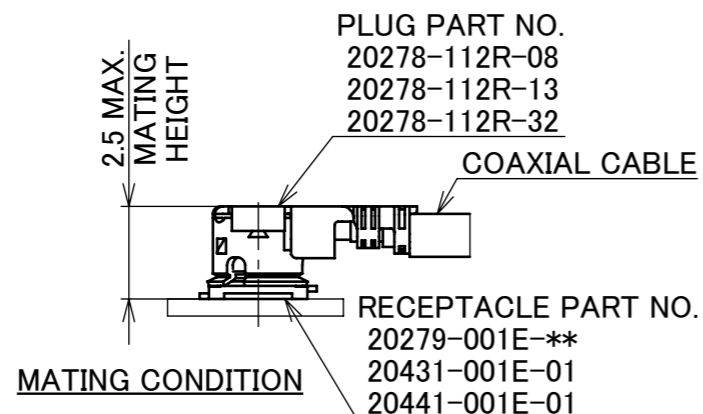 PLUG PART NO.
20278-112R-08
20278-112R-13
20278-112R-32
2.5 MAX.
MATING
HEIGHT
COAXIAL CABLE
RECEPTACLE PART NO.
20279-001E-**
20431-001E-01
20441-001E-01
MATING CONDITION